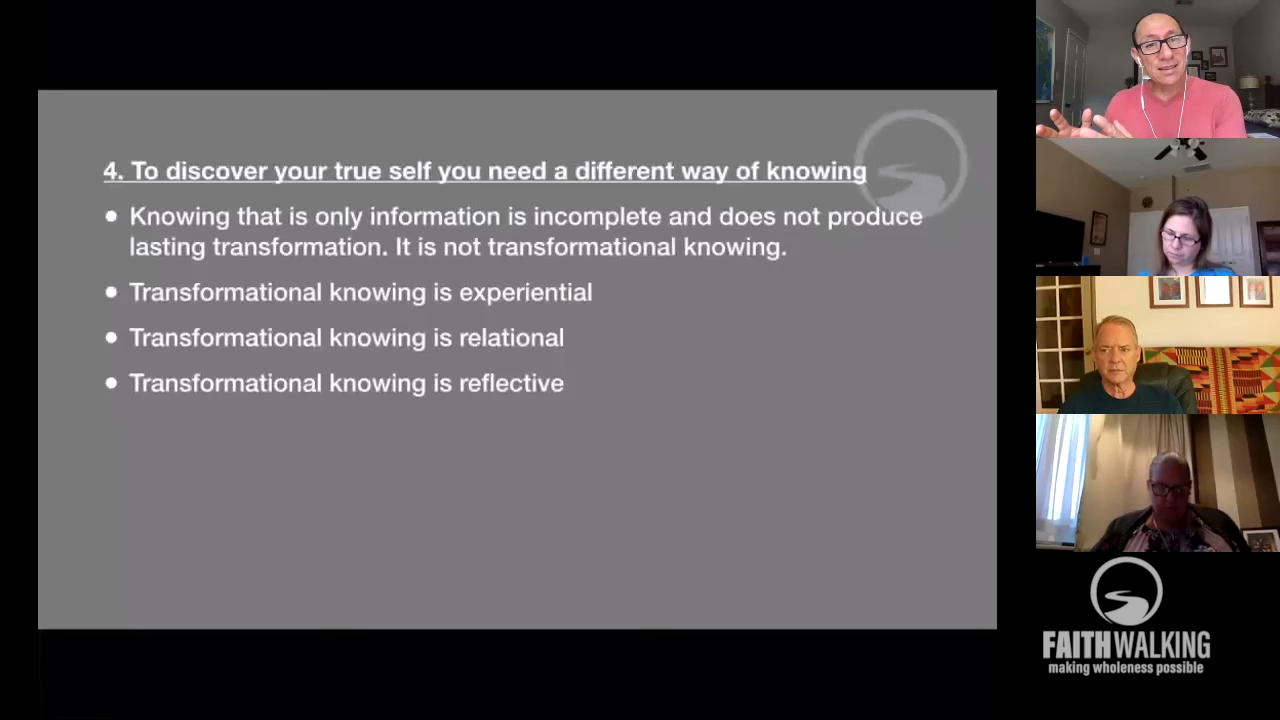 4. To discover your true self you need a different way of knowing
• Knowing that is only information is incomplete and does not produce
lasting transformation. It is not transformational knowing.
• Transformational knowing is experiential
• Transformational knowing is relational
• Transformational knowing is reflective
FAITHWALKING
making wholeness possible